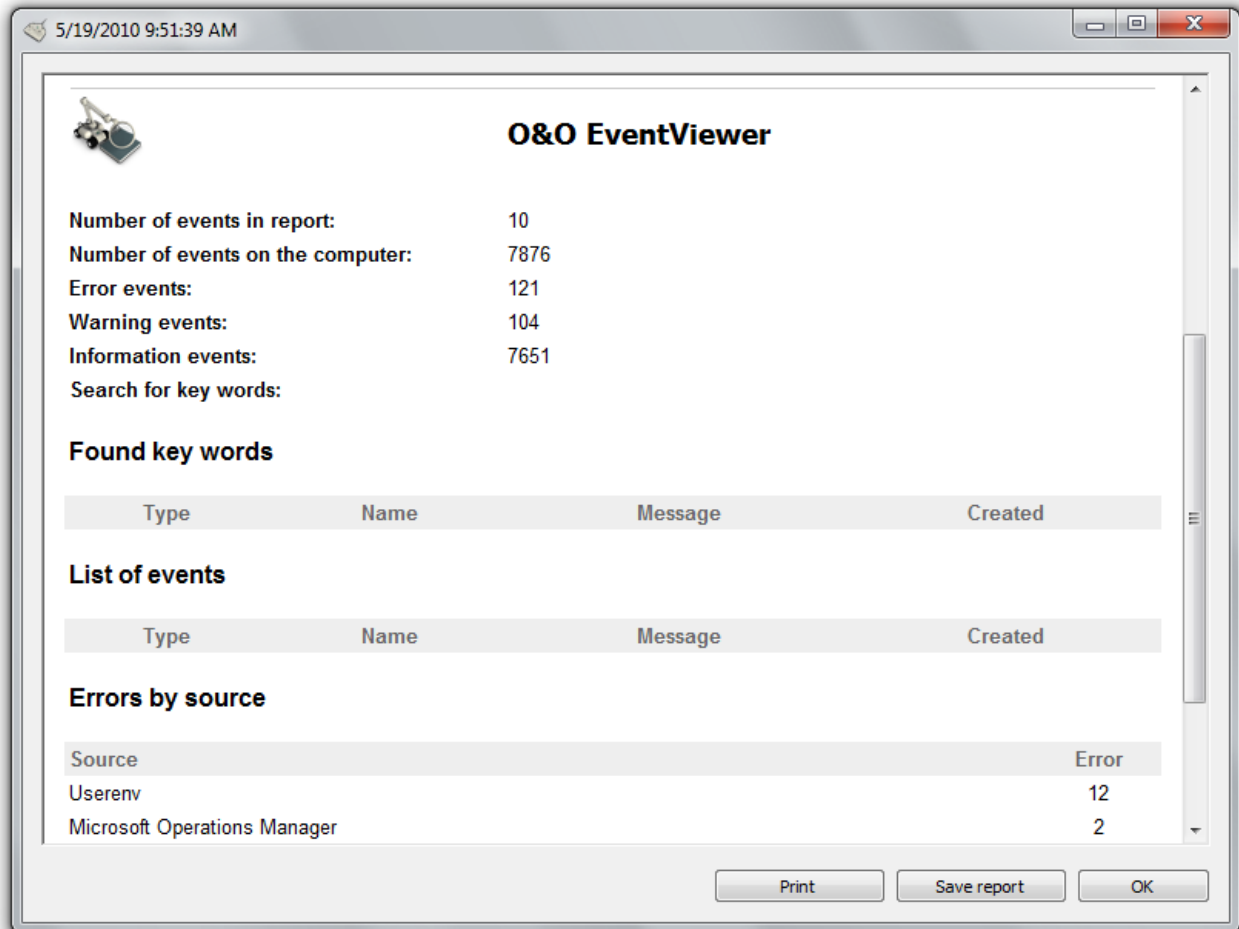 5/19/2010 9:51:39 AM
O&O EventViewer
Number of events in report: 10
Number of events on the computer: 7876
Error events: 121
Warning events: 104
Information events: 7651
Search for key words:
Found key words
Type Name Message Created
List of events
Type Name Message Created
Errors by source
Source Error
Userenv 12
Microsoft Operations Manager 2
Print Save report OK